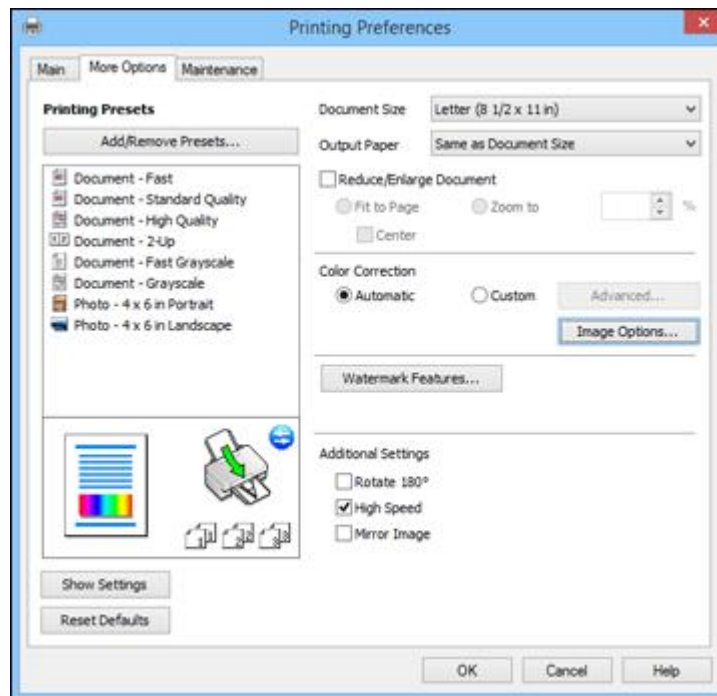 Printing Preferences
Main
More Options
Maintenance
Printing Presets
Add/Remove Presets...
Document - Fast
Document - Standard Quality
Document - High Quality
Document - 2-Up
Document - Fast Grayscale
Document - Grayscale
Photo - 4 x 6 in Portrait
Photo - 4 x 6 in Landscape
Show Settings
Reset Defaults
Document Size
Letter (8 1/2 x 11 in)
Output Paper
Same as Document Size
Reduce/Enlarge Document
Fit to Page
Zoom to
%
Center
Color Correction
Automatic
Custom
Advanced...
Image Options...
Watermark Features...
Additional Settings
Rotate 180°
High Speed
Mirror Image
OK
Cancel
Help